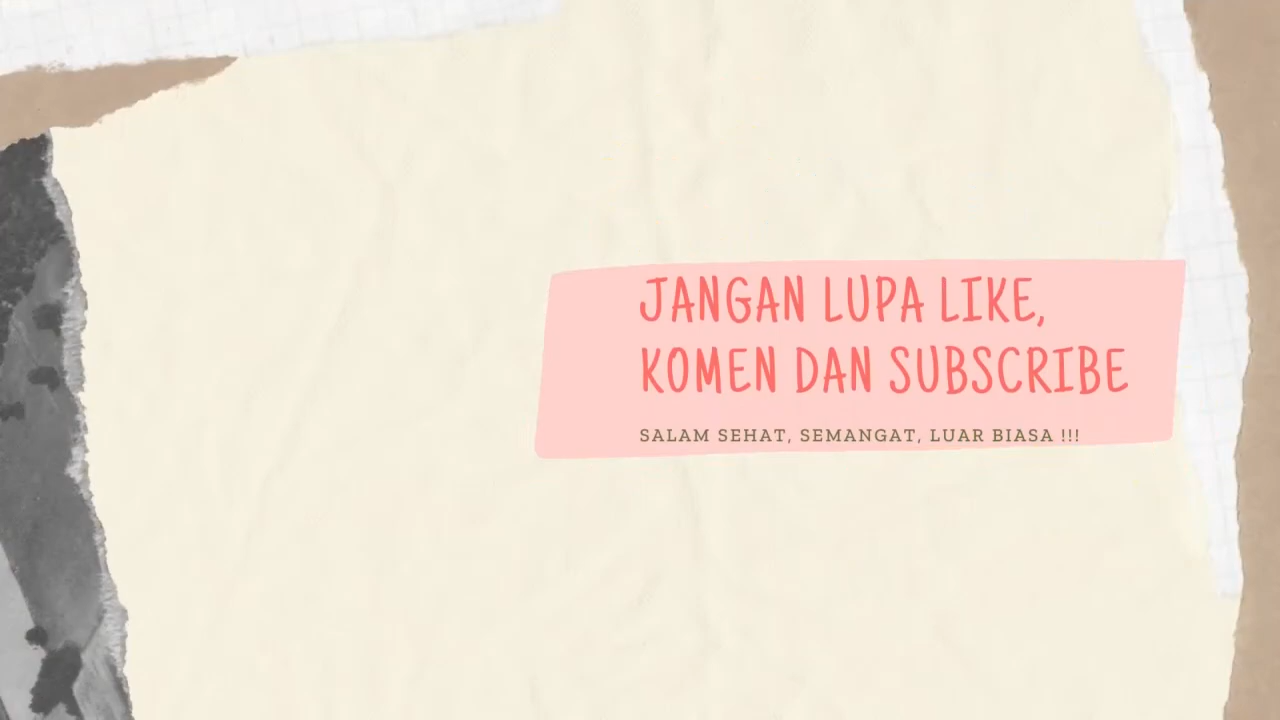 JANGAN LUPA LIKE,
KOMEN DAN SUBSCRIBE
SALAM SEHAT, SEMANGAT, LUAR BIASA !!!